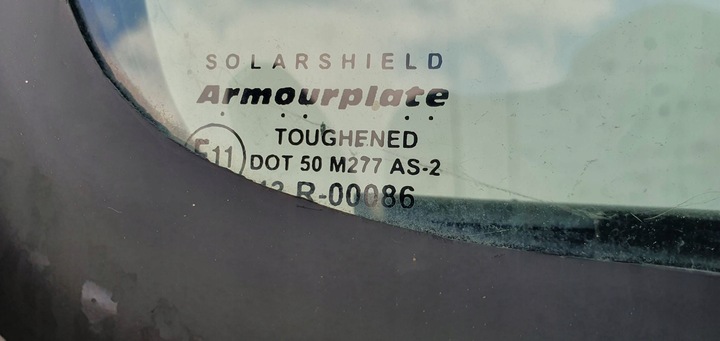 SOLARSHIELD
Armourplate
TOUGHENED
E11 DOT 50 M277 AS-2
R-00086